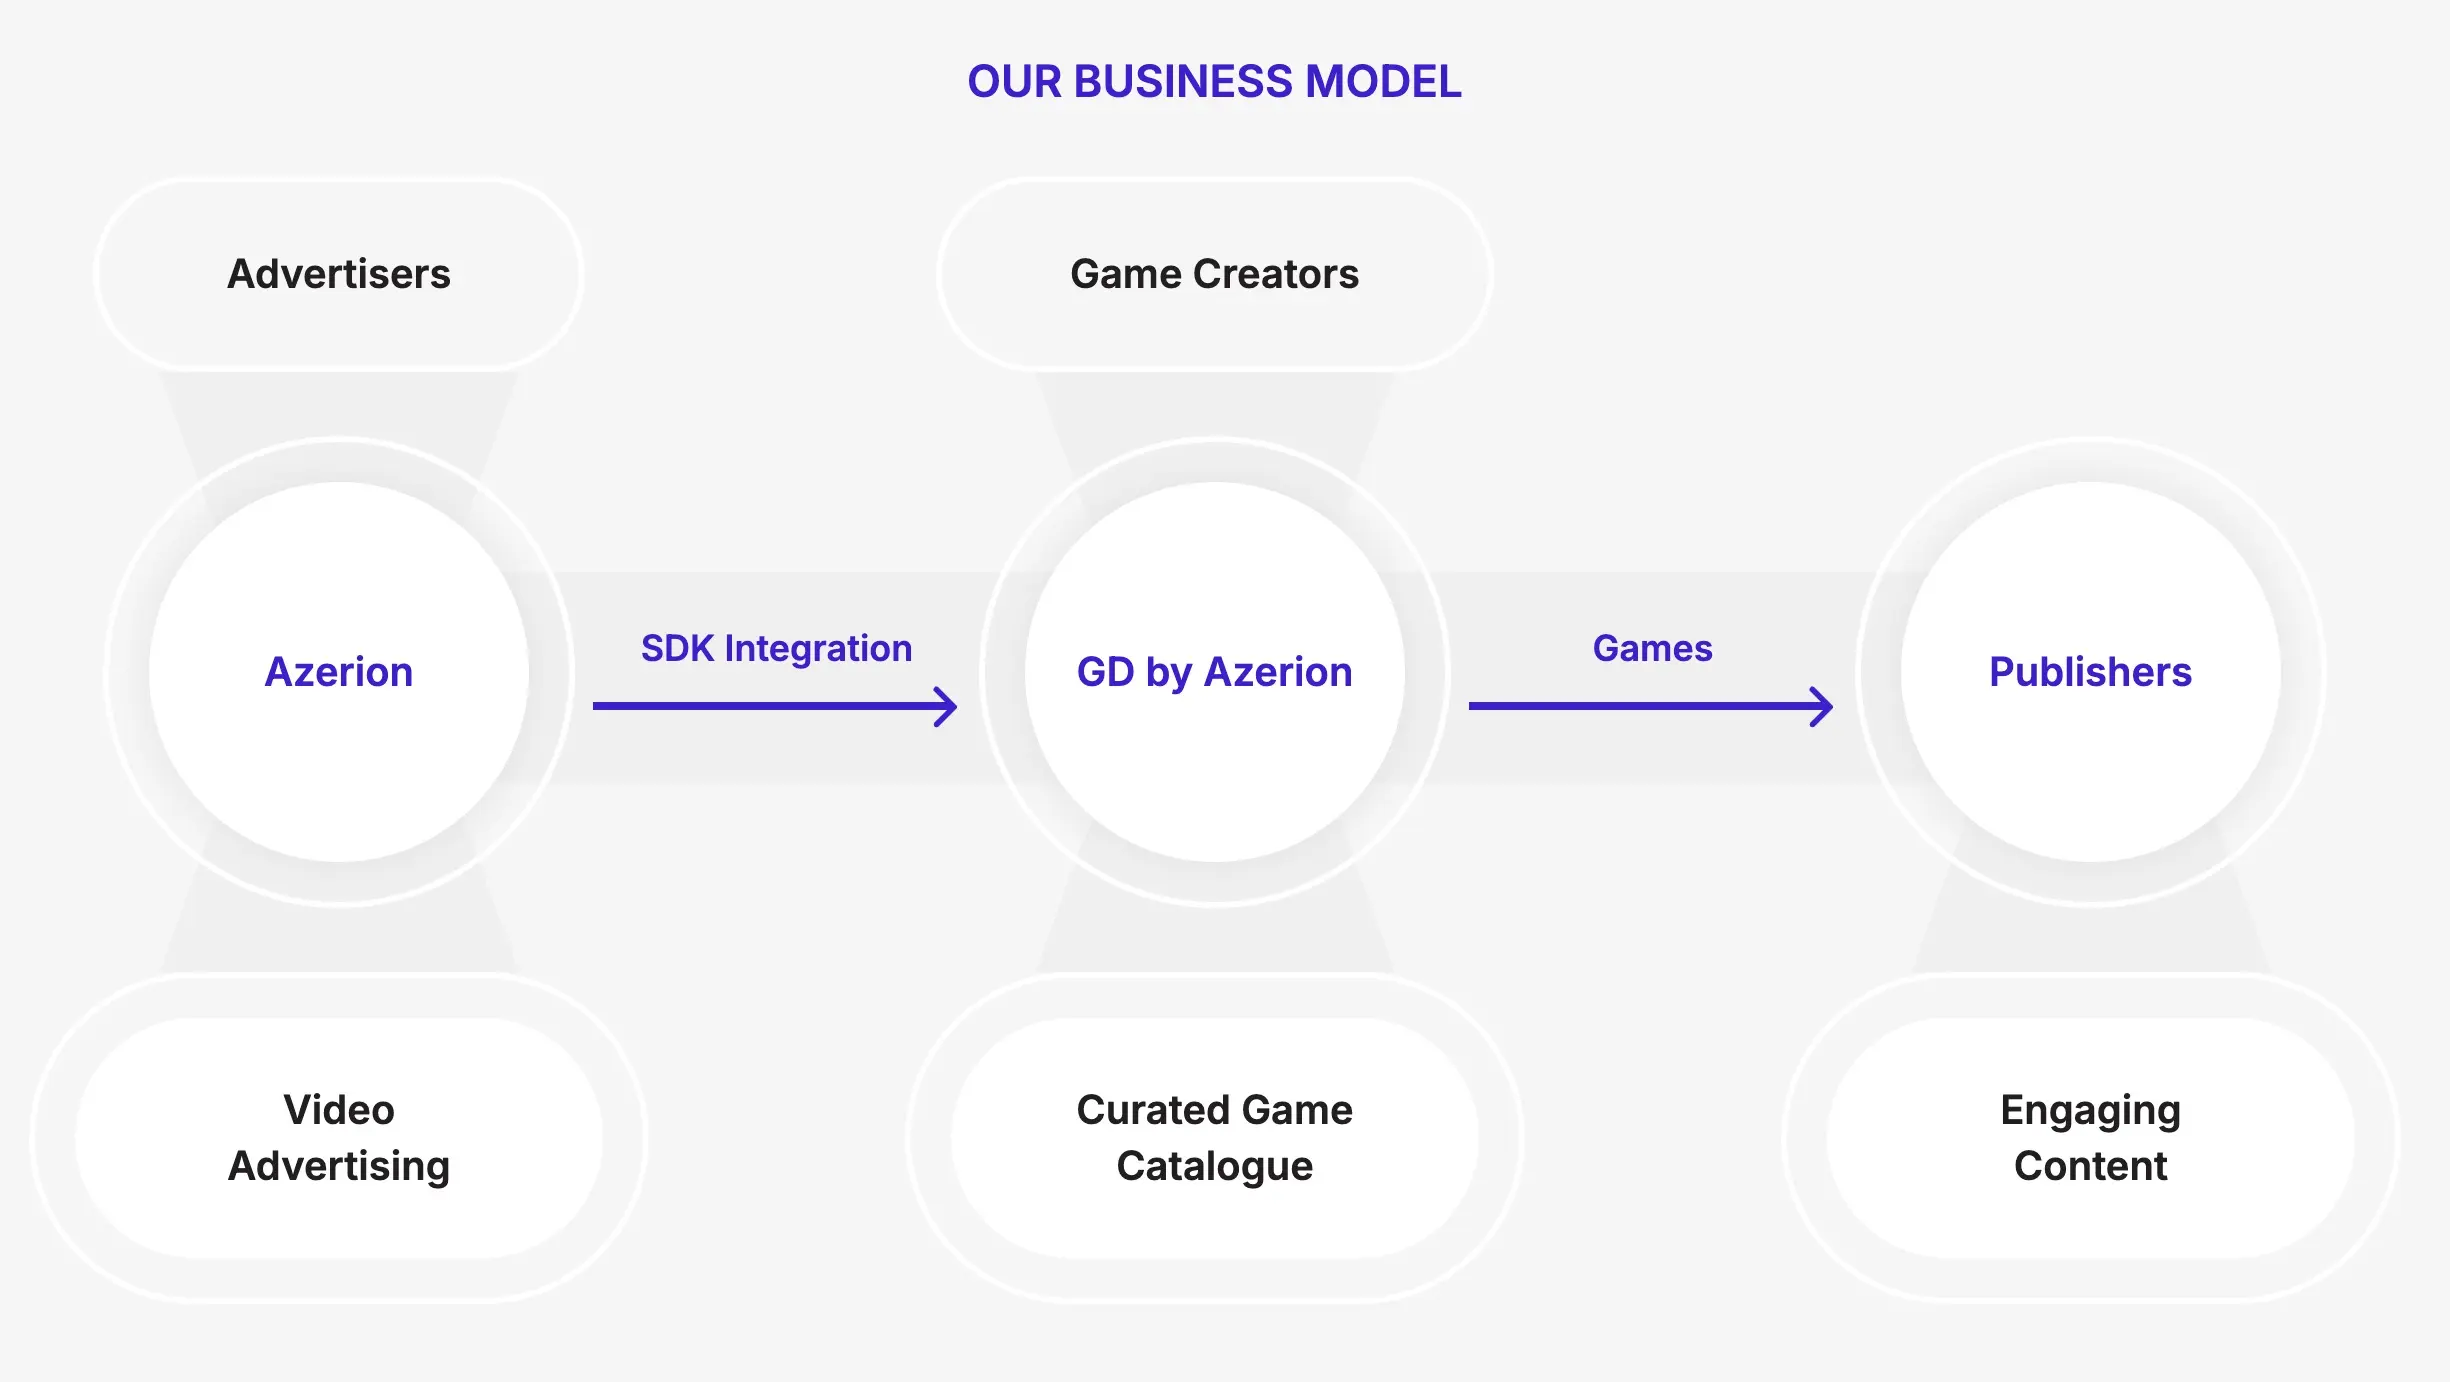 OUR BUSINESS MODEL
Advertisers
Game Creators
Azerion
SDK Integration
GD by Azerion
Games
Publishers
Video
Advertising
Curated Game
Catalogue
Engaging
Content